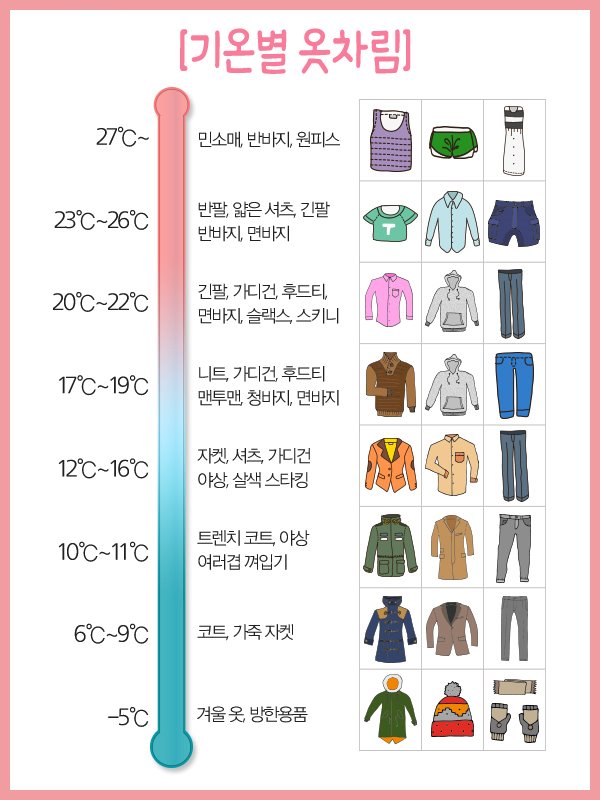 [기온별 옷차림]
27℃~
민소매, 반바지, 원피스
23℃~26℃
반팔, 얇은 셔츠, 긴팔
반바지, 면바지
20℃~22℃
긴팔, 가디건, 후드티,
면바지, 슬랙스, 스키니
17℃~19℃
니트, 가디건, 후드티
맨투맨, 청바지, 면바지
12℃~16℃
자켓, 셔츠, 가디건
야상, 살색 스타킹
10℃~11℃
트렌치 코트, 야상
여러겹 껴입기
6℃~9℃
코트, 가죽 자켓
-5℃
겨울 옷, 방한용품
T